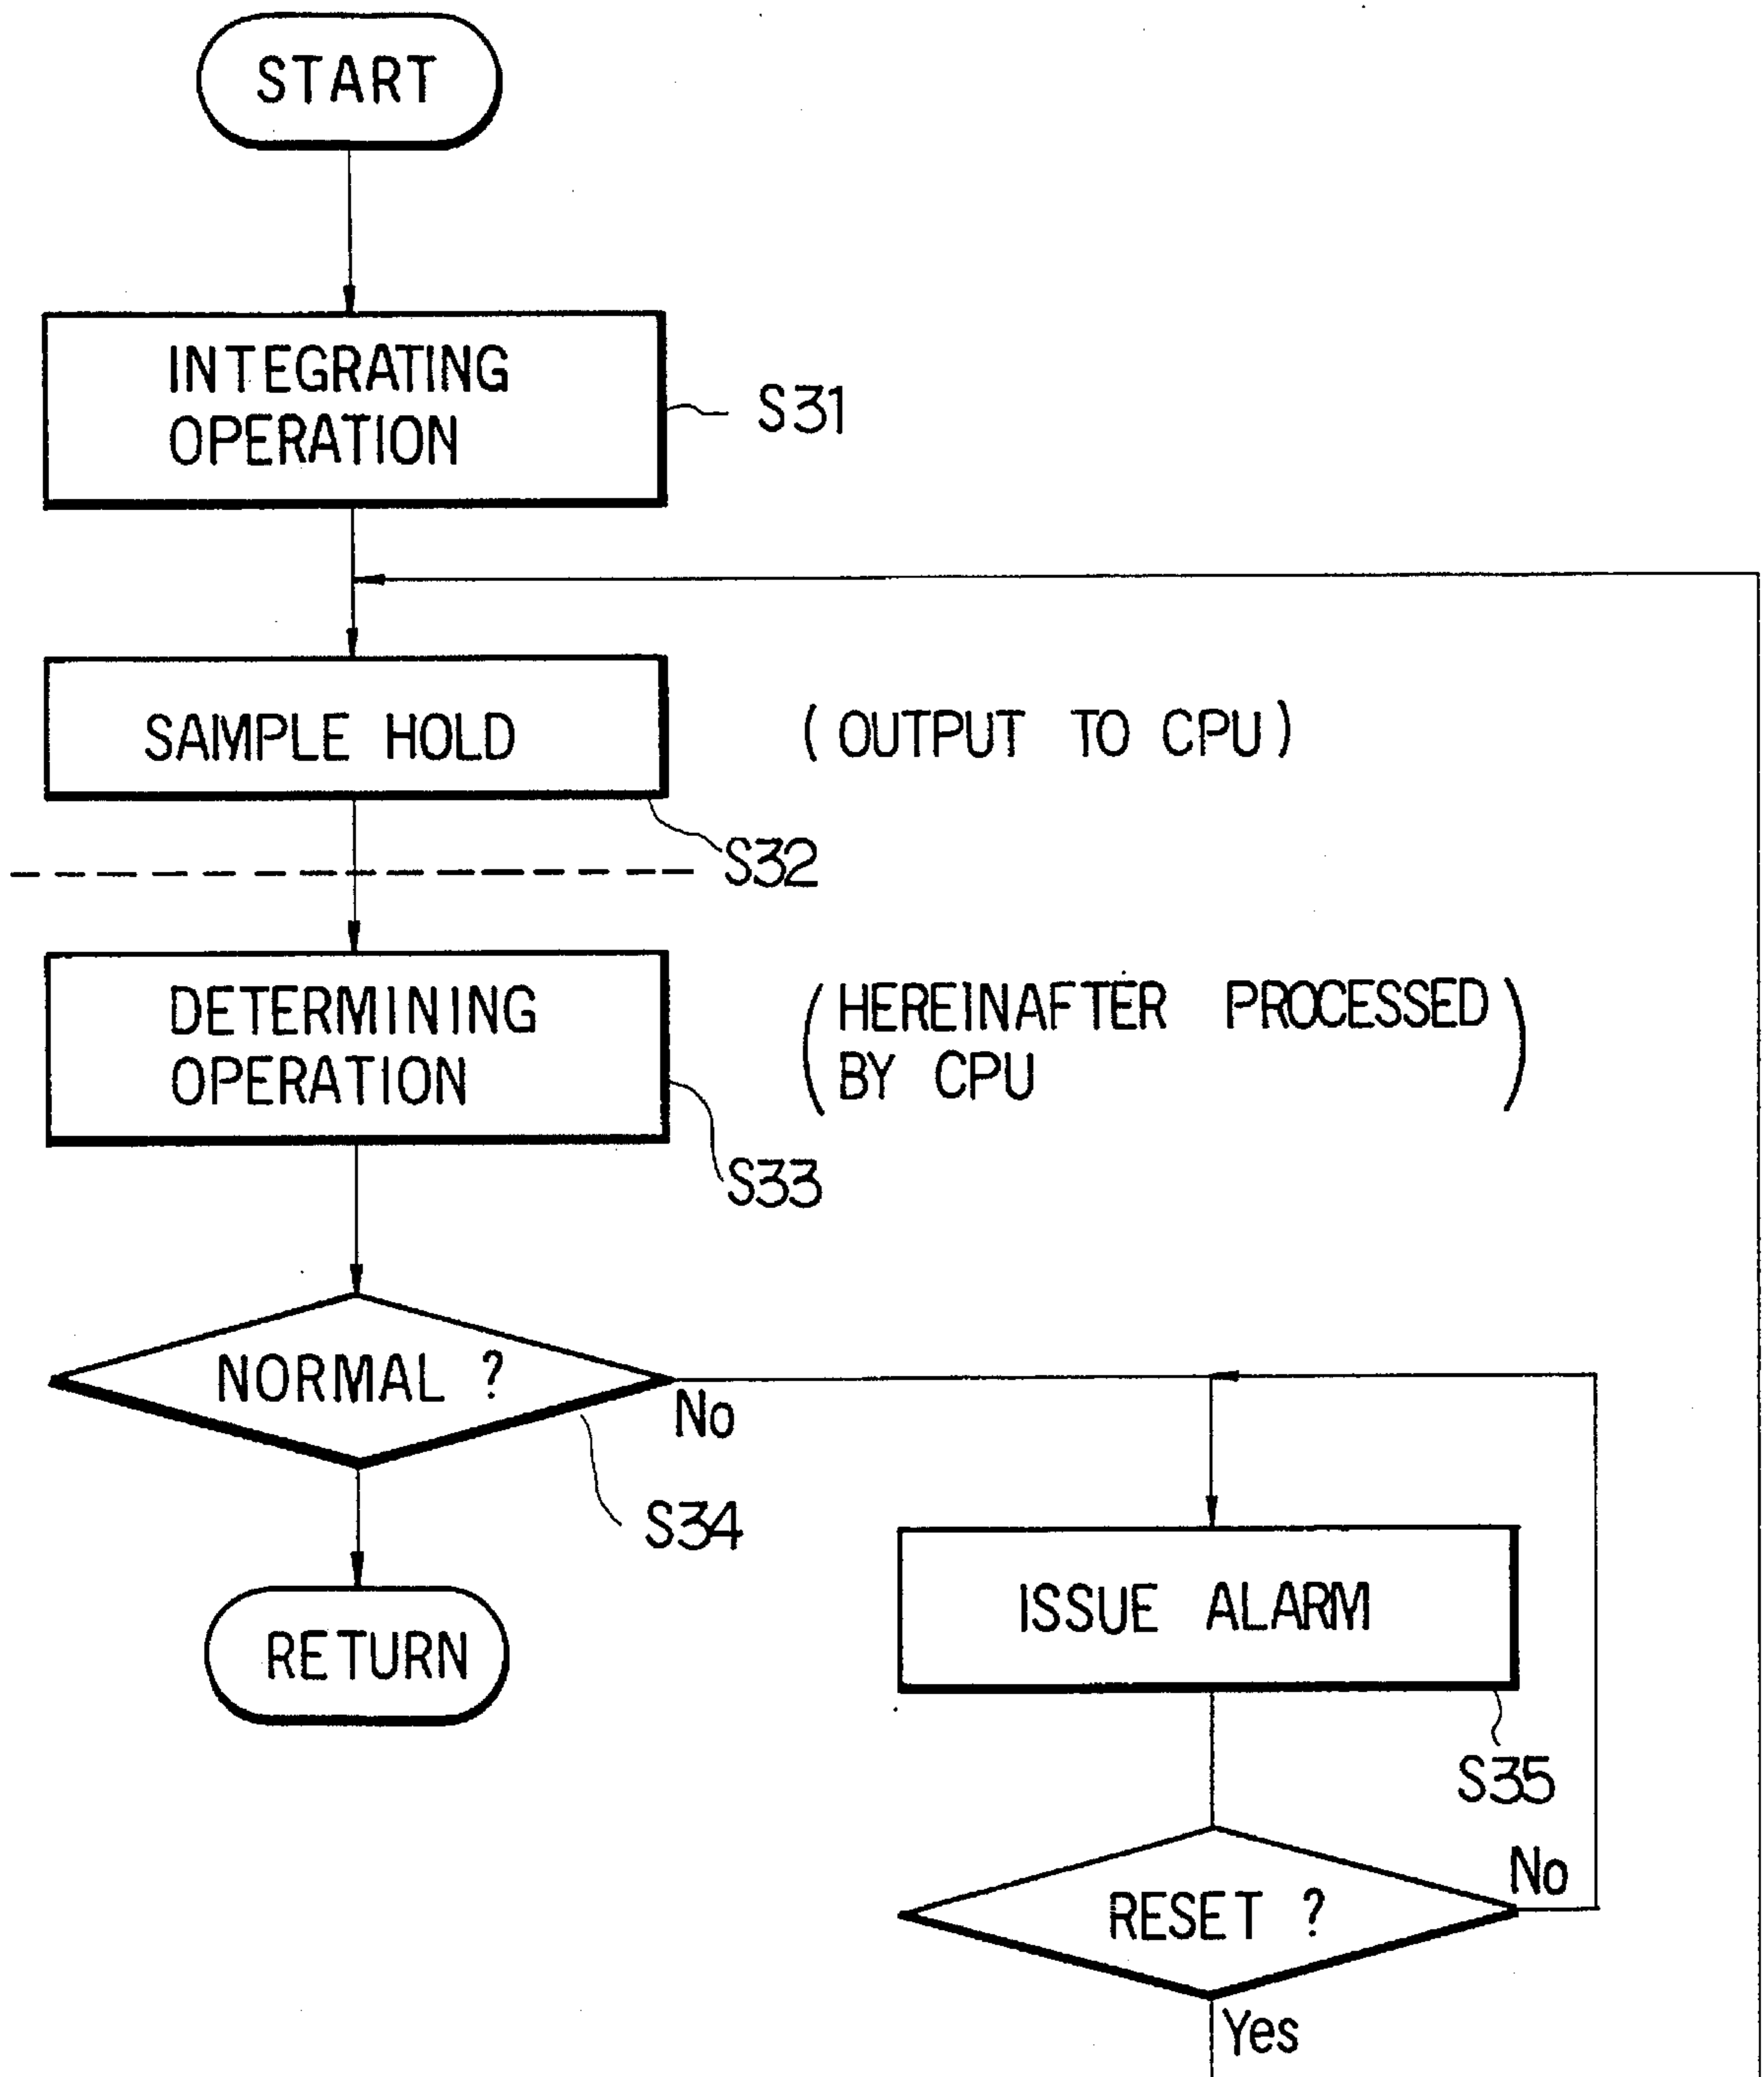 START
INTEGRATING
OPERATION
S31
SAMPLE HOLD
(OUTPUT TO CPU)
S32
DETERMINING
OPERATION
(HEREINAFTER PROCESSED
BY CPU)
S33
NORMAL ?
No
S34
ISSUE ALARM
RETURN
S35
RESET ?
No
Yes